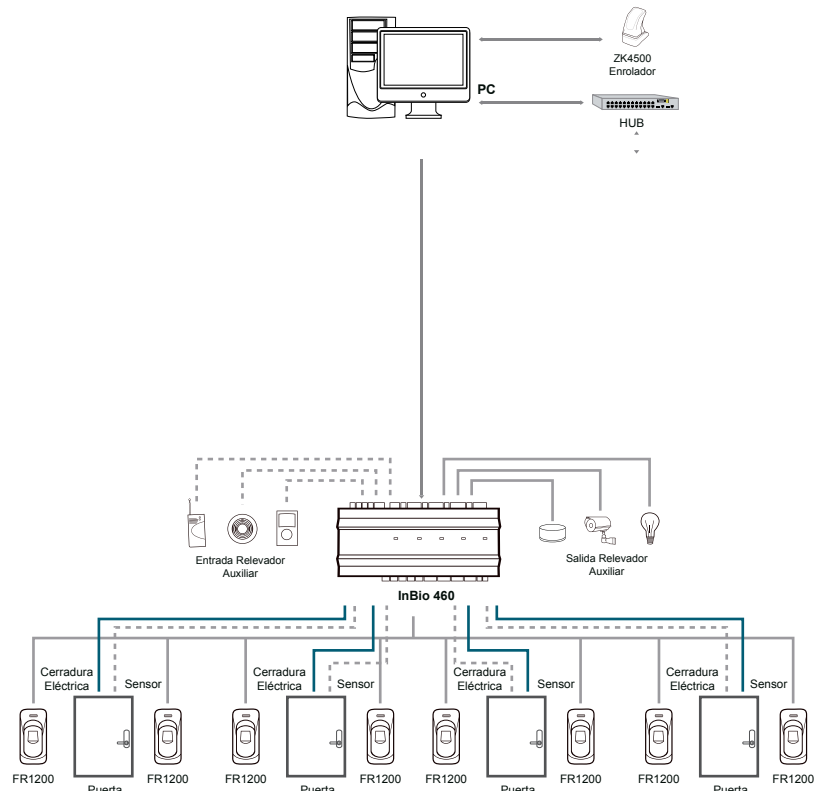 ZK4500
Enrolador
PC
HUB
Entrada Relevador
Auxiliar
Salida Relevador
Auxiliar
InBio 460
Cerradura
Eléctrica
Sensor
Cerradura
Eléctrica
Sensor
Cerradura
Eléctrica
Sensor
Cerradura
Eléctrica
Sensor
FR1200
Puerta
FR1200
FR1200
Puerta
FR1200
FR1200
Puerta
FR1200
FR1200
Puerta
FR1200